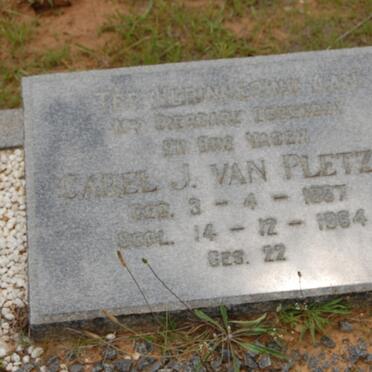 TER HERINNERING AAN
MY DIERBARE EGGENOOT
EN ONS VADER
CAREL J. VAN PLETZ
GEB. 3 - 4 - 1887
OORL. 14 - 12 - 1964
GES. 22